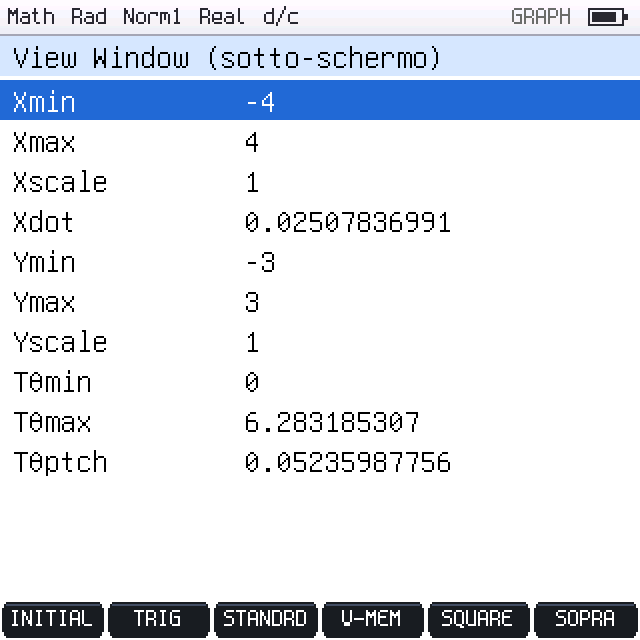 Math Rad Norm1 Real d/c GRAPH
View Window (sotto-schermo)
Xmin -4
Xmax 4
Xscale 1
Xdot 0.02507836991
Ymin -3
Ymax 3
Yscale 1
Tθmin 0
Tθmax 6.283185307
Tθptch 0.05235987756
INITIAL TRIG STANDRD V-MEM SQUARE SOPRA